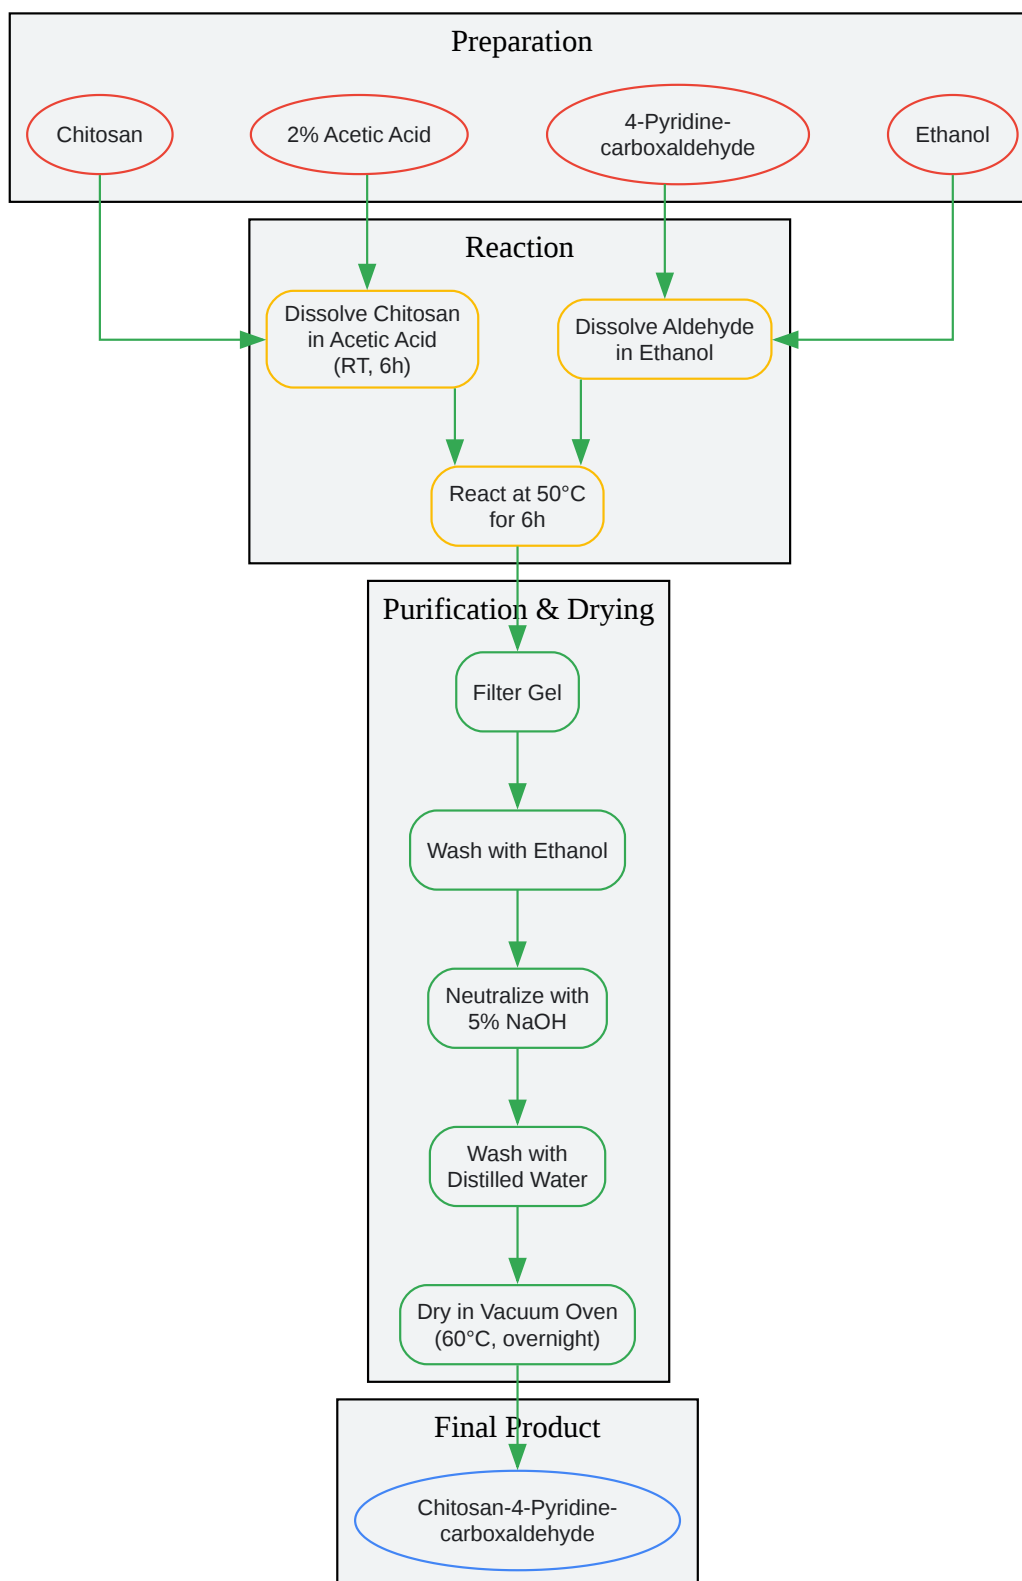 Preparation
Chitosan
2% Acetic Acid
4-Pyridine-
carboxaldehyde
Ethanol
Reaction
Dissolve Chitosan
in Acetic Acid
(RT, 6h)
Dissolve Aldehyde
in Ethanol
React at 50°C
for 6h
Purification & Drying
Filter Gel
Wash with Ethanol
Neutralize with
5% NaOH
Wash with
Distilled Water
Dry in Vacuum Oven
(60°C, overnight)
Final Product
Chitosan-4-Pyridine-
carboxaldehyde